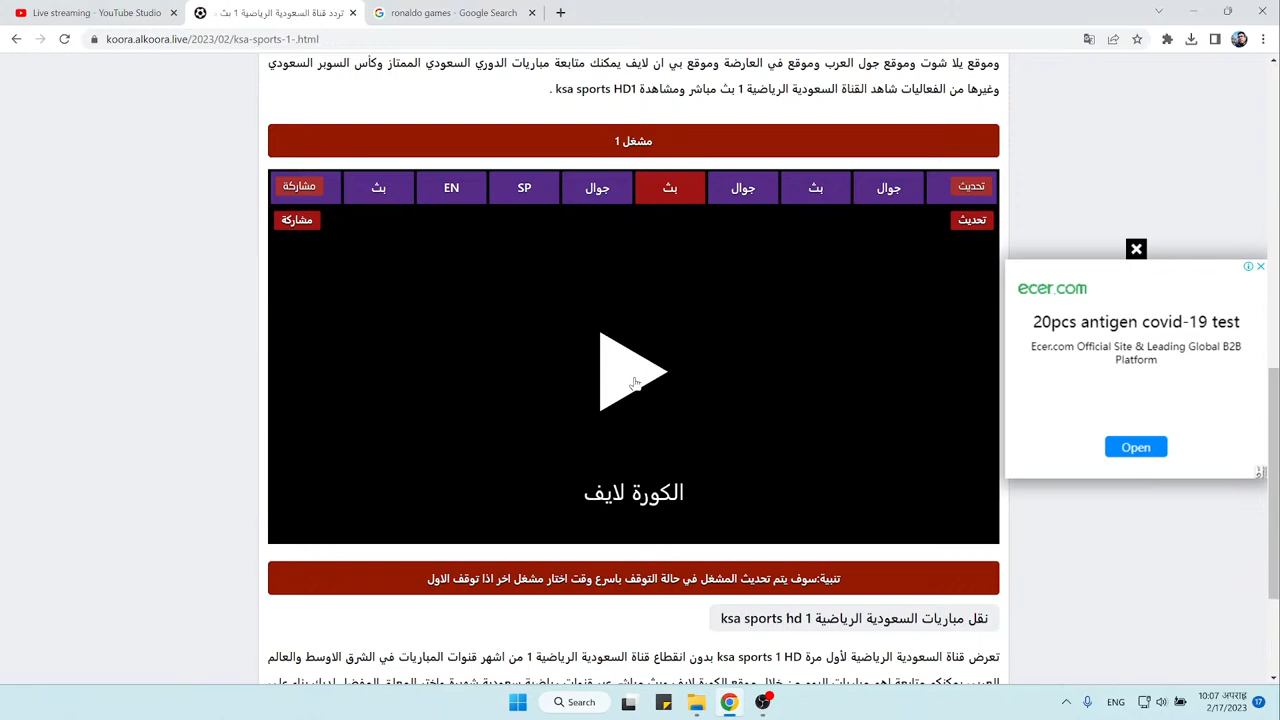 Live streaming - YouTube Studio
تردد قناة السعودية الرياضية 1 بث -
ronaldo games - Google Search
koora.alkoora.live/2023/02/ksa-sports-1-.html
وموقع يلا شوت وموقع جول العرب وموقع في العارضة وموقع بي ان لايف يمكنك متابعة مباريات الدوري السعودي الممتاز وكأس السوبر السعودي
وغيرها من الفعاليات شاهد القناة السعودية الرياضية 1 بث مباشر ومشاهدة ksa sports HD1 .
مشغل 1
تحديث
جوال
بث
جوال
بث
جوال
SP
EN
بث
مشاركة
تحديث
مشاركة
الكورة لايف
ecer.com
20pcs antigen covid-19 test
Ecer.com Official Site & Leading Global B2B
Platform
Open
تنبية:سوف يتم تحديث المشغل في حالة التوقف باسرع وقت اختار مشغل اخر اذا توقف الاول
نقل مباريات السعودية الرياضية 1 ksa sports hd
تعرض قناة السعودية الرياضية لأول مرة ksa sports 1 HD بدون انقطاع قناة السعودية الرياضية 1 من اشهر قنوات المباريات في الشرق الاوسط والعالم
Search
ENG
10:07 अपराह्न
2/17/2023
17